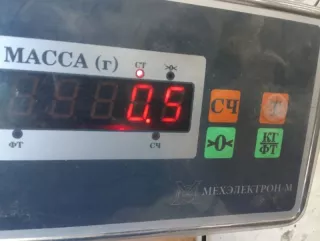 МАССА (г)
СТ
0.5
ФТ
СЧ
СЧ
Т
>0<
КГ
ФТ
МЕХЭЛЕКТРОН-М